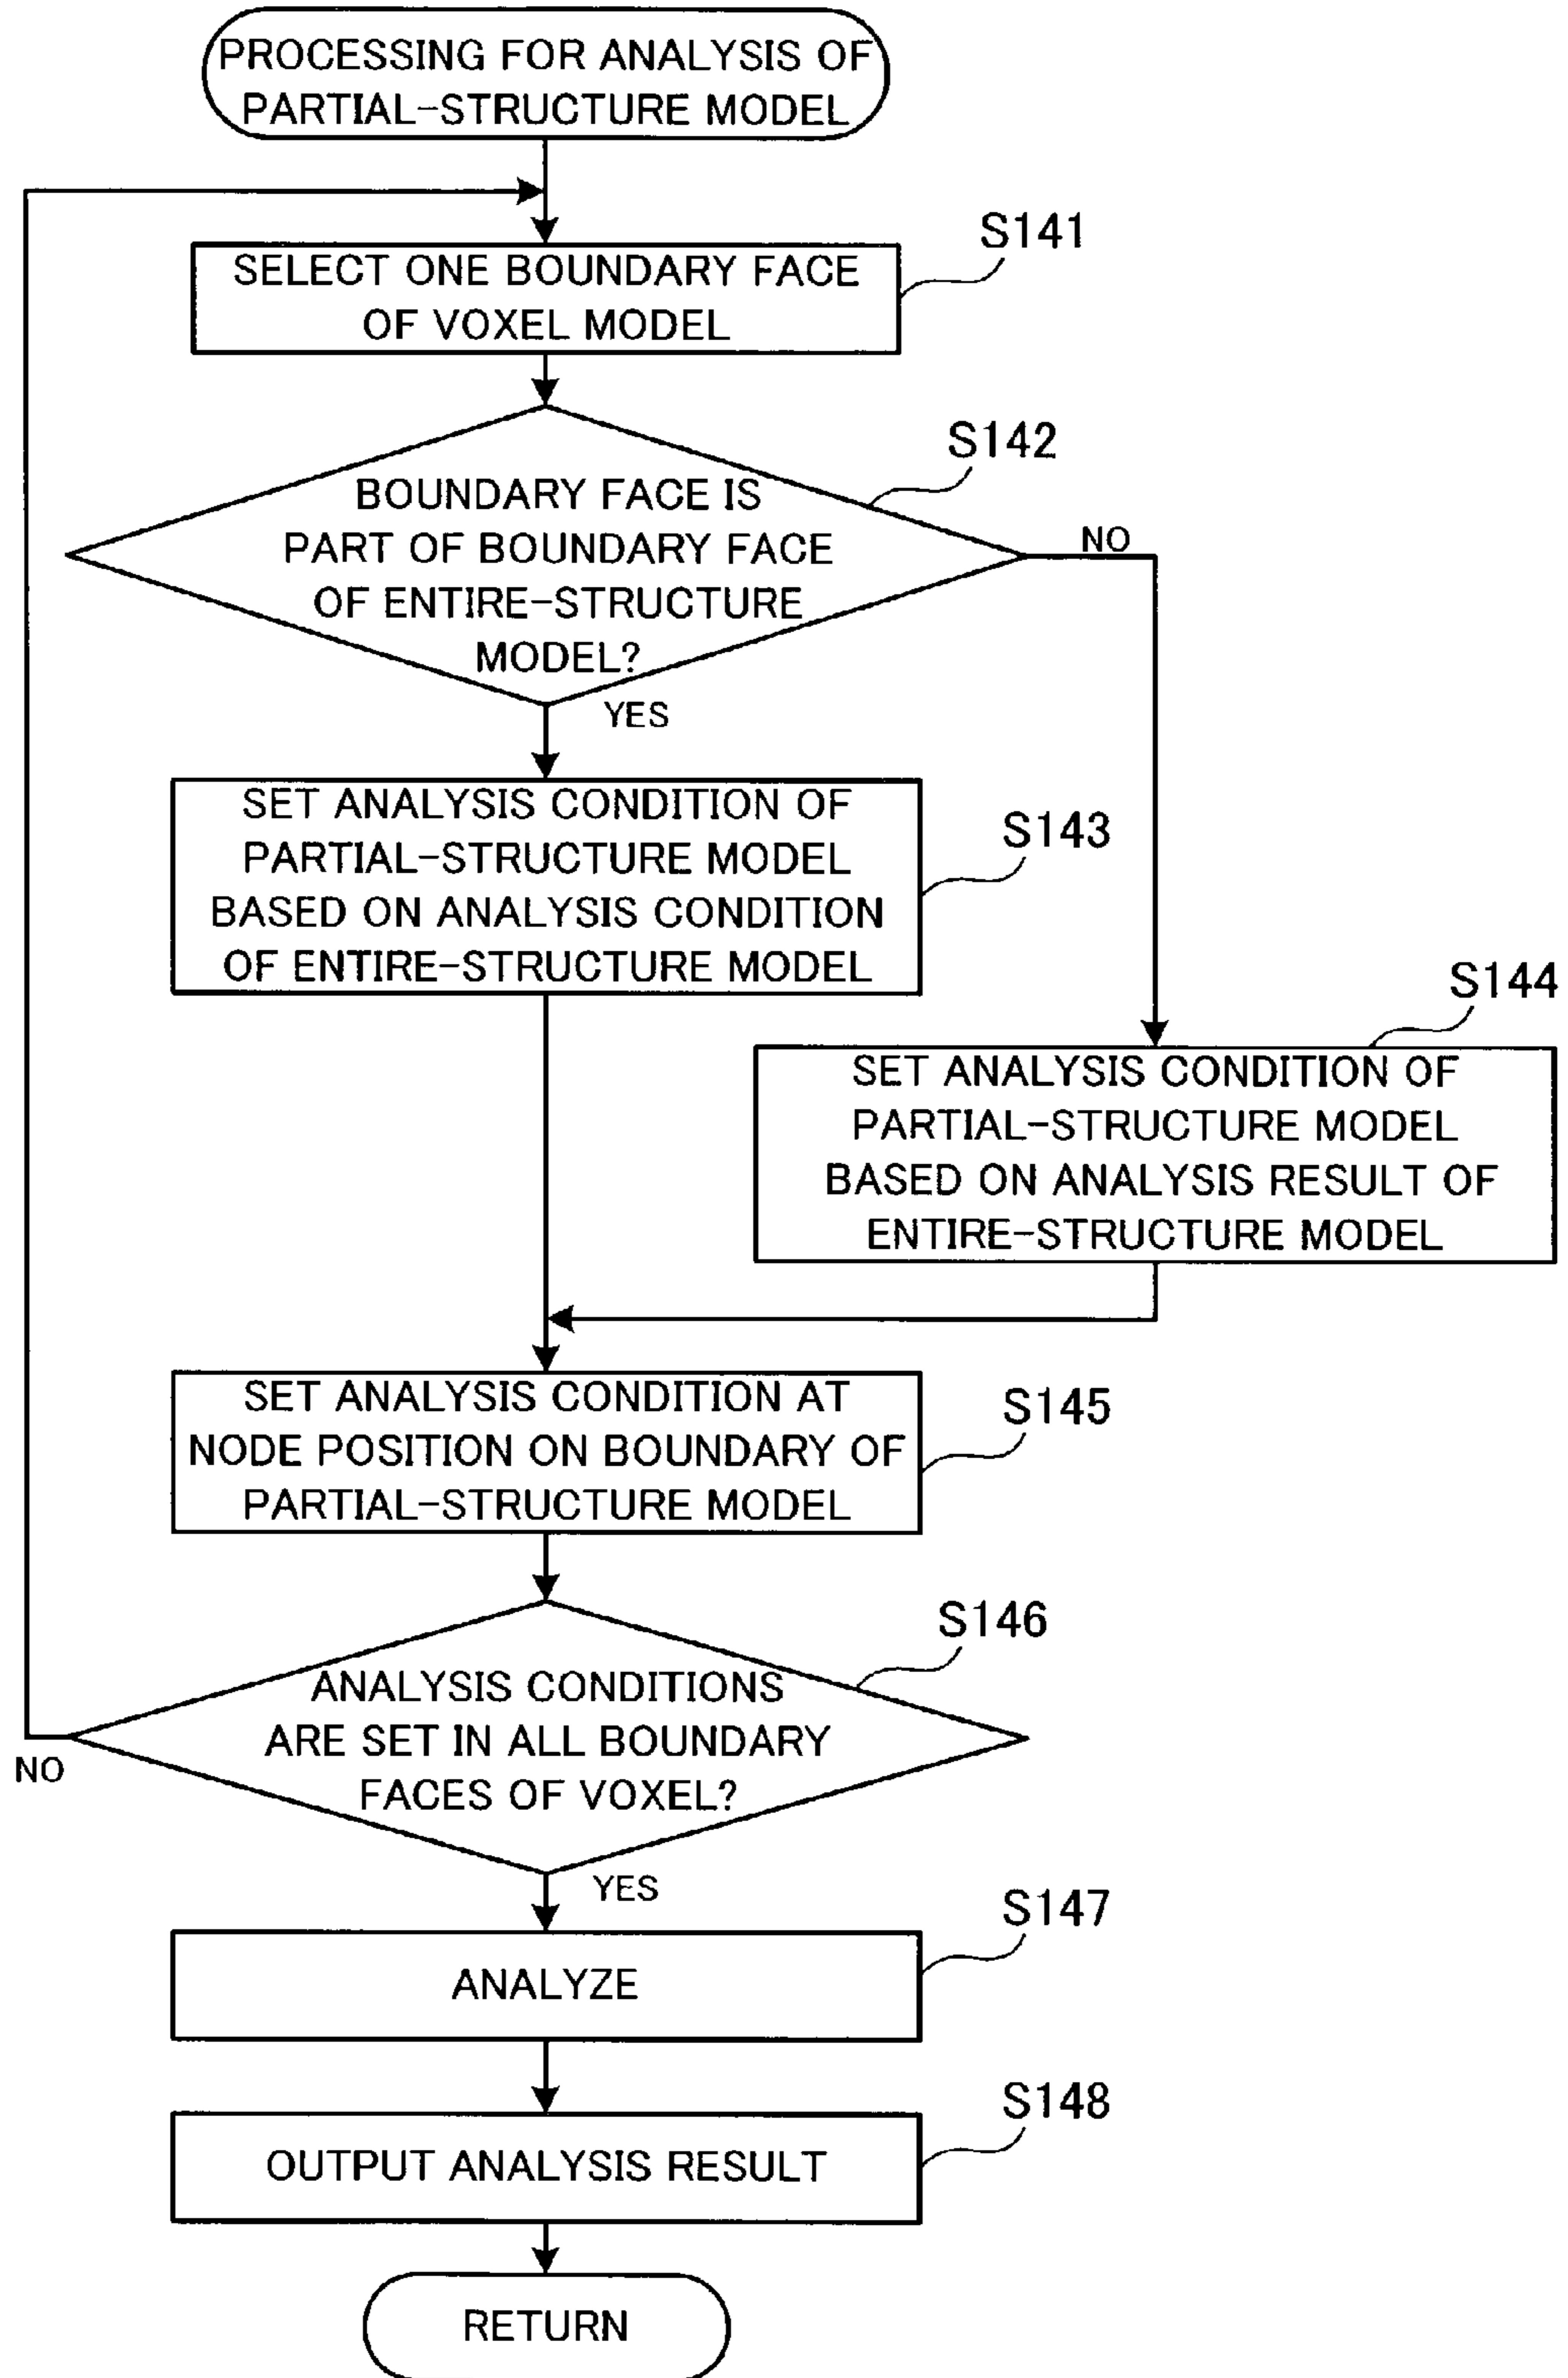 PROCESSING FOR ANALYSIS OF
PARTIAL-STRUCTURE MODEL
S141
SELECT ONE BOUNDARY FACE
OF VOXEL MODEL
S142
BOUNDARY FACE IS
PART OF BOUNDARY FACE
OF ENTIRE-STRUCTURE
MODEL?
NO
YES
S143
SET ANALYSIS CONDITION OF
PARTIAL-STRUCTURE MODEL
BASED ON ANALYSIS CONDITION
OF ENTIRE-STRUCTURE MODEL
S144
SET ANALYSIS CONDITION OF
PARTIAL-STRUCTURE MODEL
BASED ON ANALYSIS RESULT OF
ENTIRE-STRUCTURE MODEL
S145
SET ANALYSIS CONDITION AT
NODE POSITION ON BOUNDARY OF
PARTIAL-STRUCTURE MODEL
S146
ANALYSIS CONDITIONS
ARE SET IN ALL BOUNDARY
FACES OF VOXEL?
NO
YES
S147
ANALYZE
S148
OUTPUT ANALYSIS RESULT
RETURN